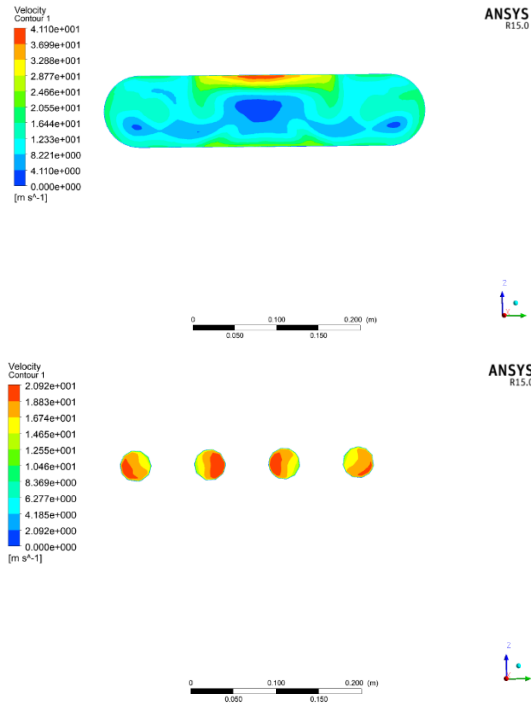 Velocity
Contour 1
4.110e+001
3.699e+001
3.288e+001
2.877e+001
2.466e+001
2.055e+001
1.644e+001
1.233e+001
8.221e+000
4.110e+000
0.000e+000
[m s^-1]
ANSYS
R15.0
Z
0 0.100 0.200 (m)
0.050 0.150
Velocity
Contour 1
2.092e+001
1.883e+001
1.674e+001
1.465e+001
1.255e+001
1.046e+001
8.369e+000
6.277e+000
4.185e+000
2.092e+000
0.000e+000
[m s^-1]
ANSYS
R15.0
Z
0 0.100 0.200 (m)
0.050 0.150